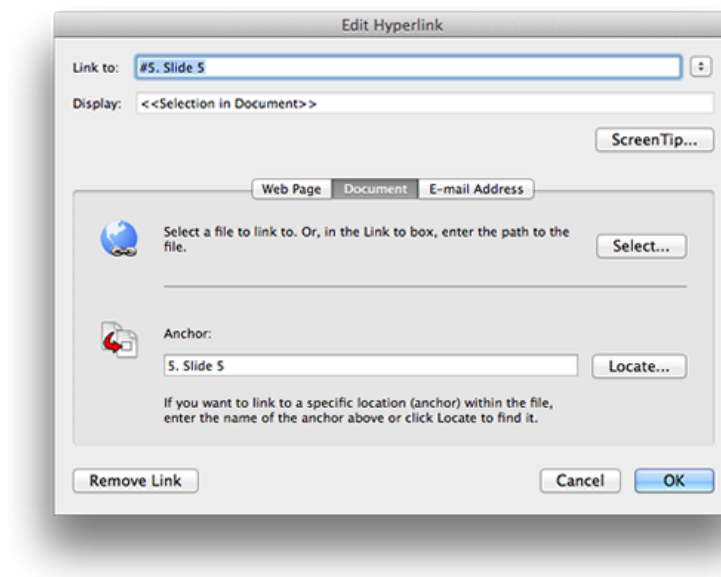 Edit Hyperlink
Link to: #5. Slide 5
Display: <<Selection in Document>>
ScreenTip...
Web Page Document E-mail Address
Select a file to link to. Or, in the Link to box, enter the path to the
file.
Select...
Anchor:
5. Slide 5
Locate...
If you want to link to a specific location (anchor) within the file,
enter the name of the anchor above or click Locate to find it.
Remove Link Cancel OK